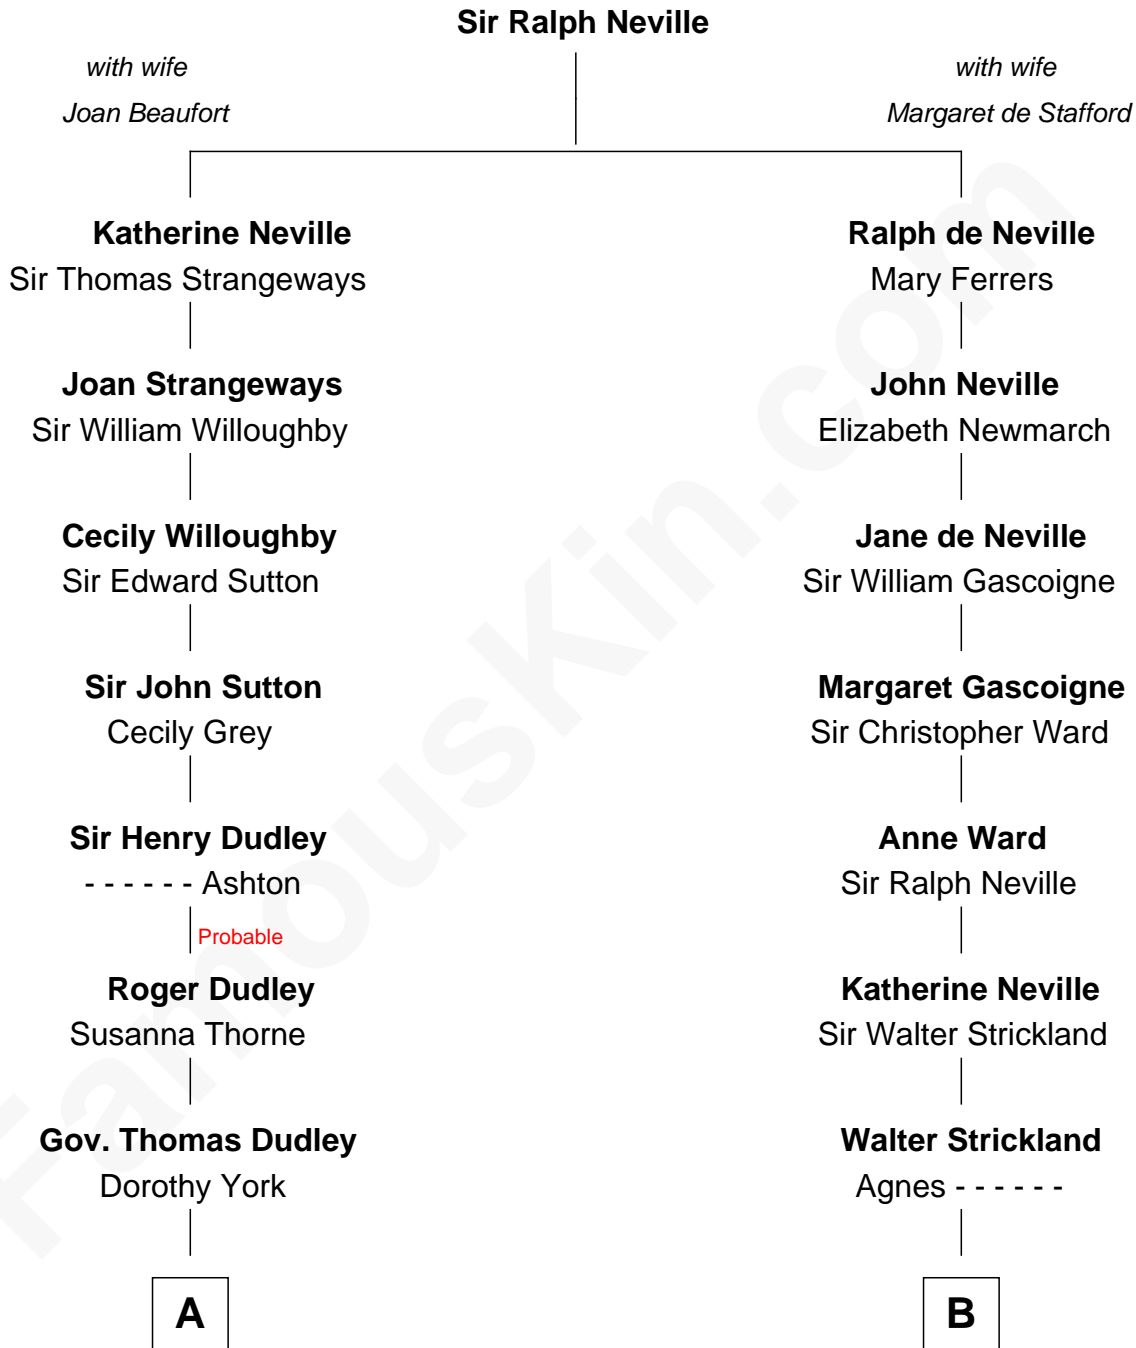 Sir Ralph Neville
with wife
Joan Beaufort
with wife
Margaret de Stafford
Katherine Neville
Sir Thomas Strangeways
Ralph de Neville
Mary Ferrers
Joan Strangeways
Sir William Willoughby
John Neville
Elizabeth Newmarch
Cecily Willoughby
Sir Edward Sutton
Jane de Neville
Sir William Gascoigne
Sir John Sutton
Cecily Grey
Margaret Gascoigne
Sir Christopher Ward
Sir Henry Dudley
- - - - - - Ashton
Anne Ward
Sir Ralph Neville
Probable
Roger Dudley
Susanna Thorne
Katherine Neville
Sir Walter Strickland
Gov. Thomas Dudley
Dorothy York
Walter Strickland
Agnes - - - - - -
A
B
FamousKin.com